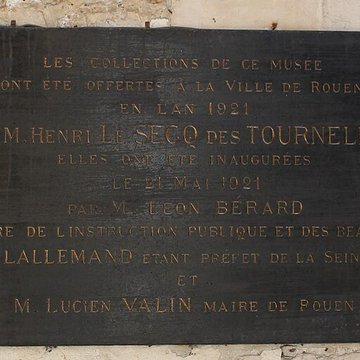 LES COLLECTIONS DE CE MUSÉE
ONT ÉTÉ OFFERTES À LA VILLE DE ROUEN
EN L'AN 1921
M. HENRI LE SECQ DES TOURNEL
ELLES ONT ÉTÉ INAUGURÉES
LE 21 MAI 1921
PAR M. LÉON BÉRARD
RE DE L'INSTRUCTION PUBLIQUE ET DES BEA
LALLEMAND ÉTANT PRÉFET DE LA SEIN
ET
M. LUCIEN VALIN MAIRE DE ROUEN